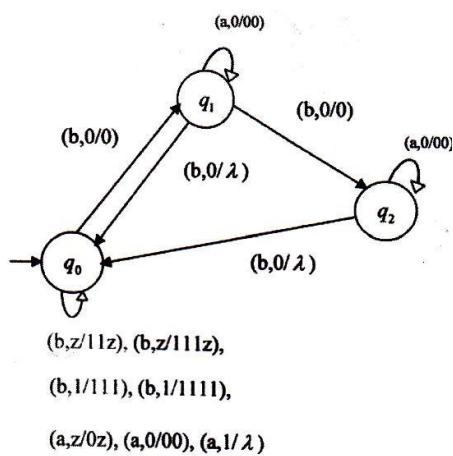 (a,0/00)
q₁
(b,0/0)
(b,0/0)
(a,0/00)
(b,0/λ)
q₂
q₀
(b,0/λ)
(b,z/11z), (b,z/111z),
(b,1/111), (b,1/1111),
(a,z/0z), (a,0/00), (a,1/λ)